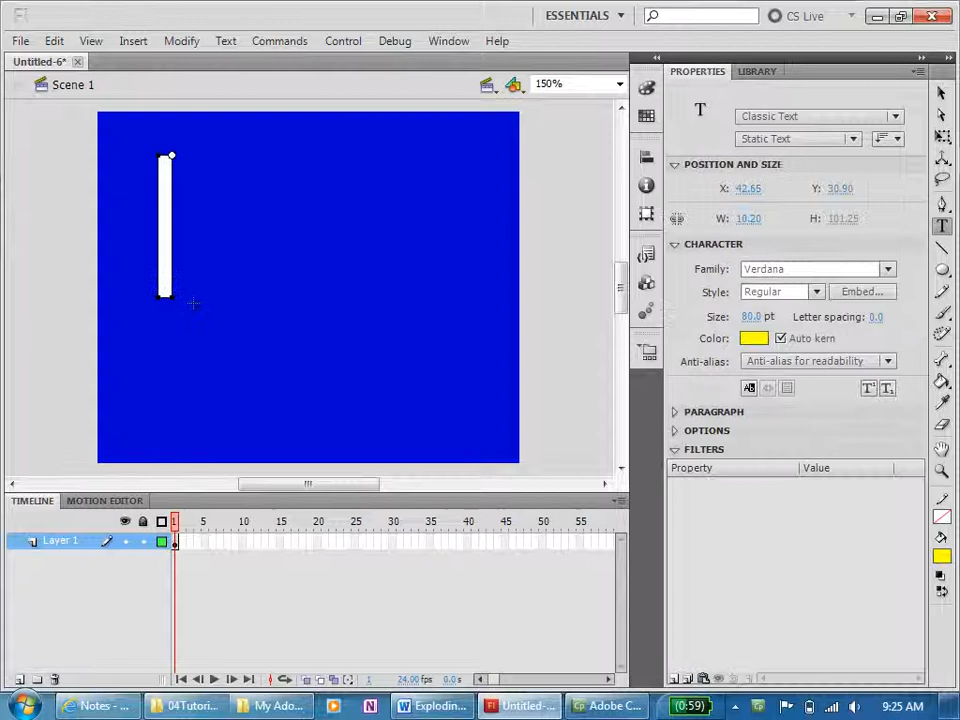 Fl
ESSENTIALS
CS Live
File Edit View Insert Modify Text Commands Control Debug Window Help
Untitled-6*
Scene 1
150%
PROPERTIES LIBRARY
T
Classic Text
Static Text
POSITION AND SIZE
X: 42.65 Y: 30.90
W: 10.20 H: 101.25
CHARACTER
Family: Verdana
Style: Regular Embed...
Size: 80.0 pt Letter spacing: 0.0
Color: Auto kern
Anti-alias: Anti-alias for readability
PARAGRAPH
OPTIONS
FILTERS
Property Value
TIMELINE MOTION EDITOR
1 5 10 15 20 25 30 35 40 45 50 55
Layer 1
1 24.00 fps 0.0 s
Notes - ... 04Tutori... My Ado... Explodin... Untitled-... Adobe C... (0:59) 9:25 AM